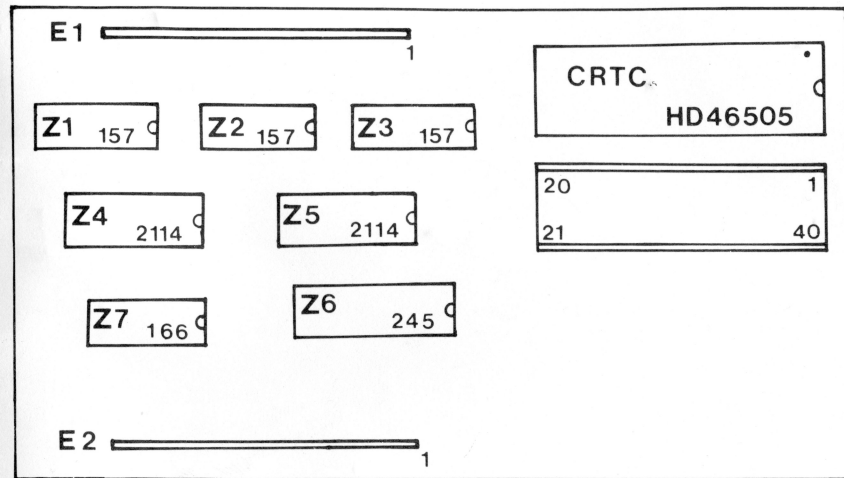 E1
1
CRTC
HD46505
Z1 157
Z2 157
Z3 157
20 1
21 40
Z4 2114
Z5 2114
Z7 166
Z6 245
E2
1